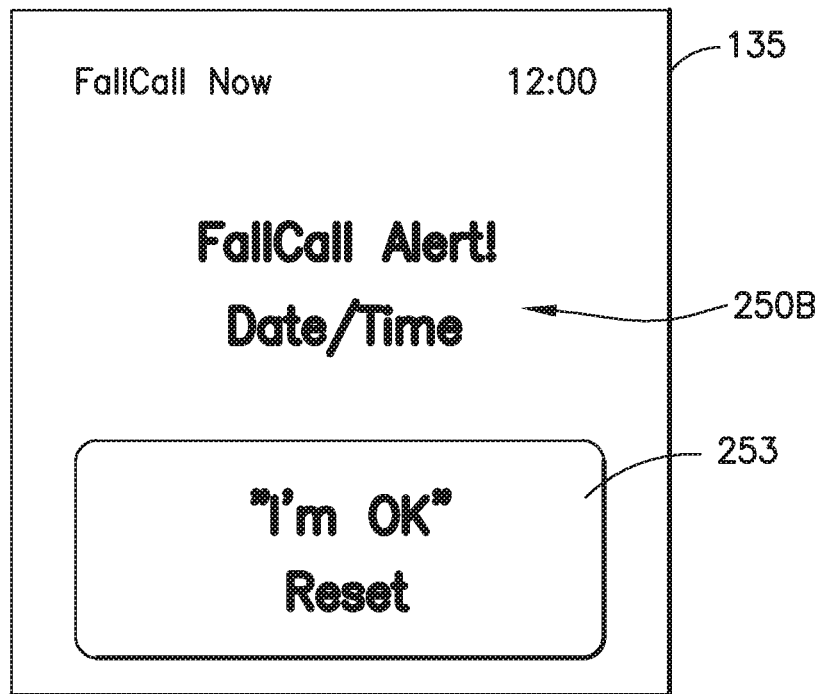 FallCall Now 12:00
135
FallCall Alert!
Date/Time
250B
253
"I'm OK"
Reset